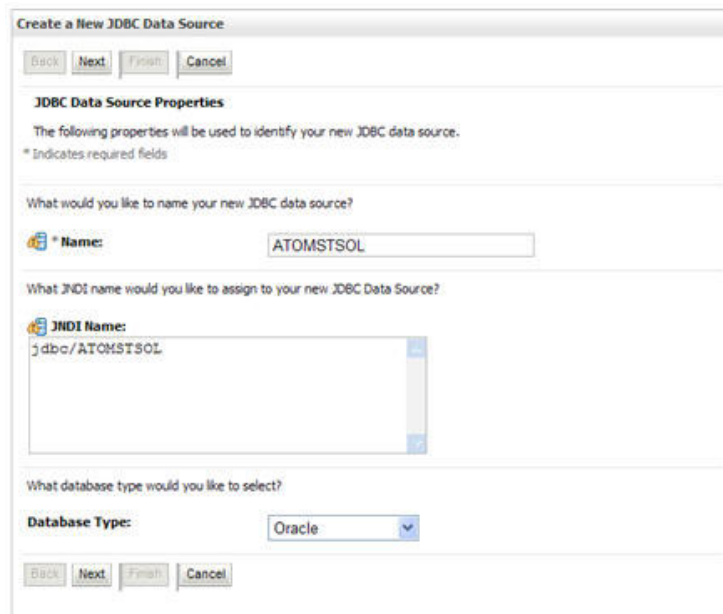 Create a New JDBC Data Source
Back Next Finish Cancel
JDBC Data Source Properties
The following properties will be used to identify your new JDBC data source.
* Indicates required fields
What would you like to name your new JDBC data source?
* Name: ATOMSTSOL
What JNDI name would you like to assign to your new JDBC Data Source?
JNDI Name:
jdbc/ATOMSTSOL
What database type would you like to select?
Database Type: Oracle
Back Next Finish Cancel